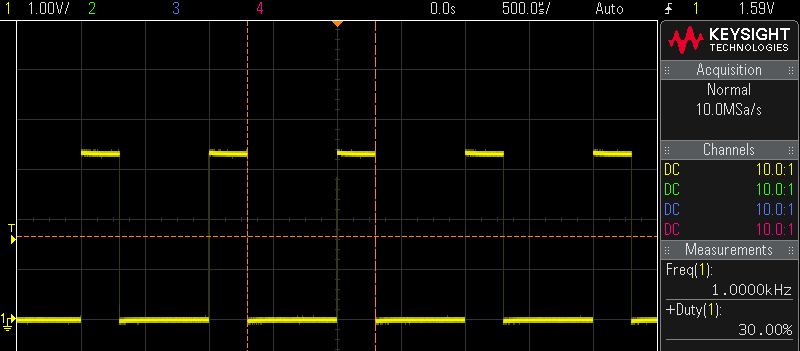 1 1.00V/ 2 3 4 0.0s 500.0us/ Auto 1 1.59V
KEYSIGHT
TECHNOLOGIES
Acquisition
Normal
10.0MSa/s
Channels
DC 10.0:1
DC 10.0:1
DC 10.0:1
DC 10.0:1
Measurements
Freq(1):
1.0000kHz
+Duty(1):
30.00%
T
1